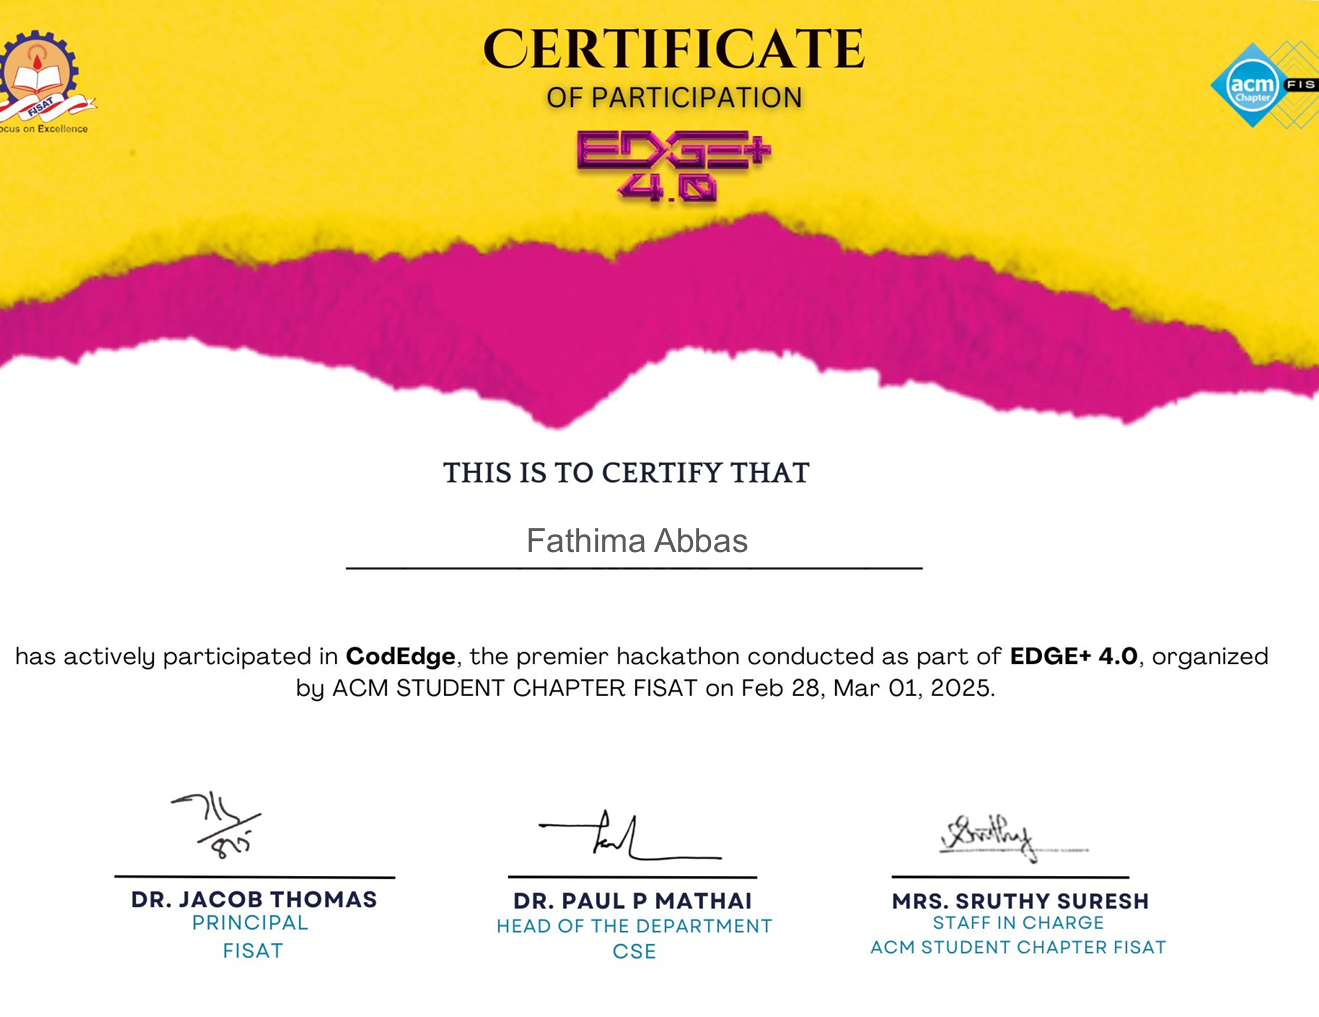 CERTIFICATE
OF PARTICIPATION
EDGE+
4.0
FISAT
ocus on Excellence
acm
Chapter
FIS
THIS IS TO CERTIFY THAT
Fathima Abbas
has actively participated in CodEdge, the premier hackathon conducted as part of EDGE+ 4.0, organized
by ACM STUDENT CHAPTER FISAT on Feb 28, Mar 01, 2025.
Sruthy
DR. JACOB THOMAS
PRINCIPAL
FISAT
DR. PAUL P MATHAI
HEAD OF THE DEPARTMENT
CSE
MRS. SRUTHY SURESH
STAFF IN CHARGE
ACM STUDENT CHAPTER FISAT